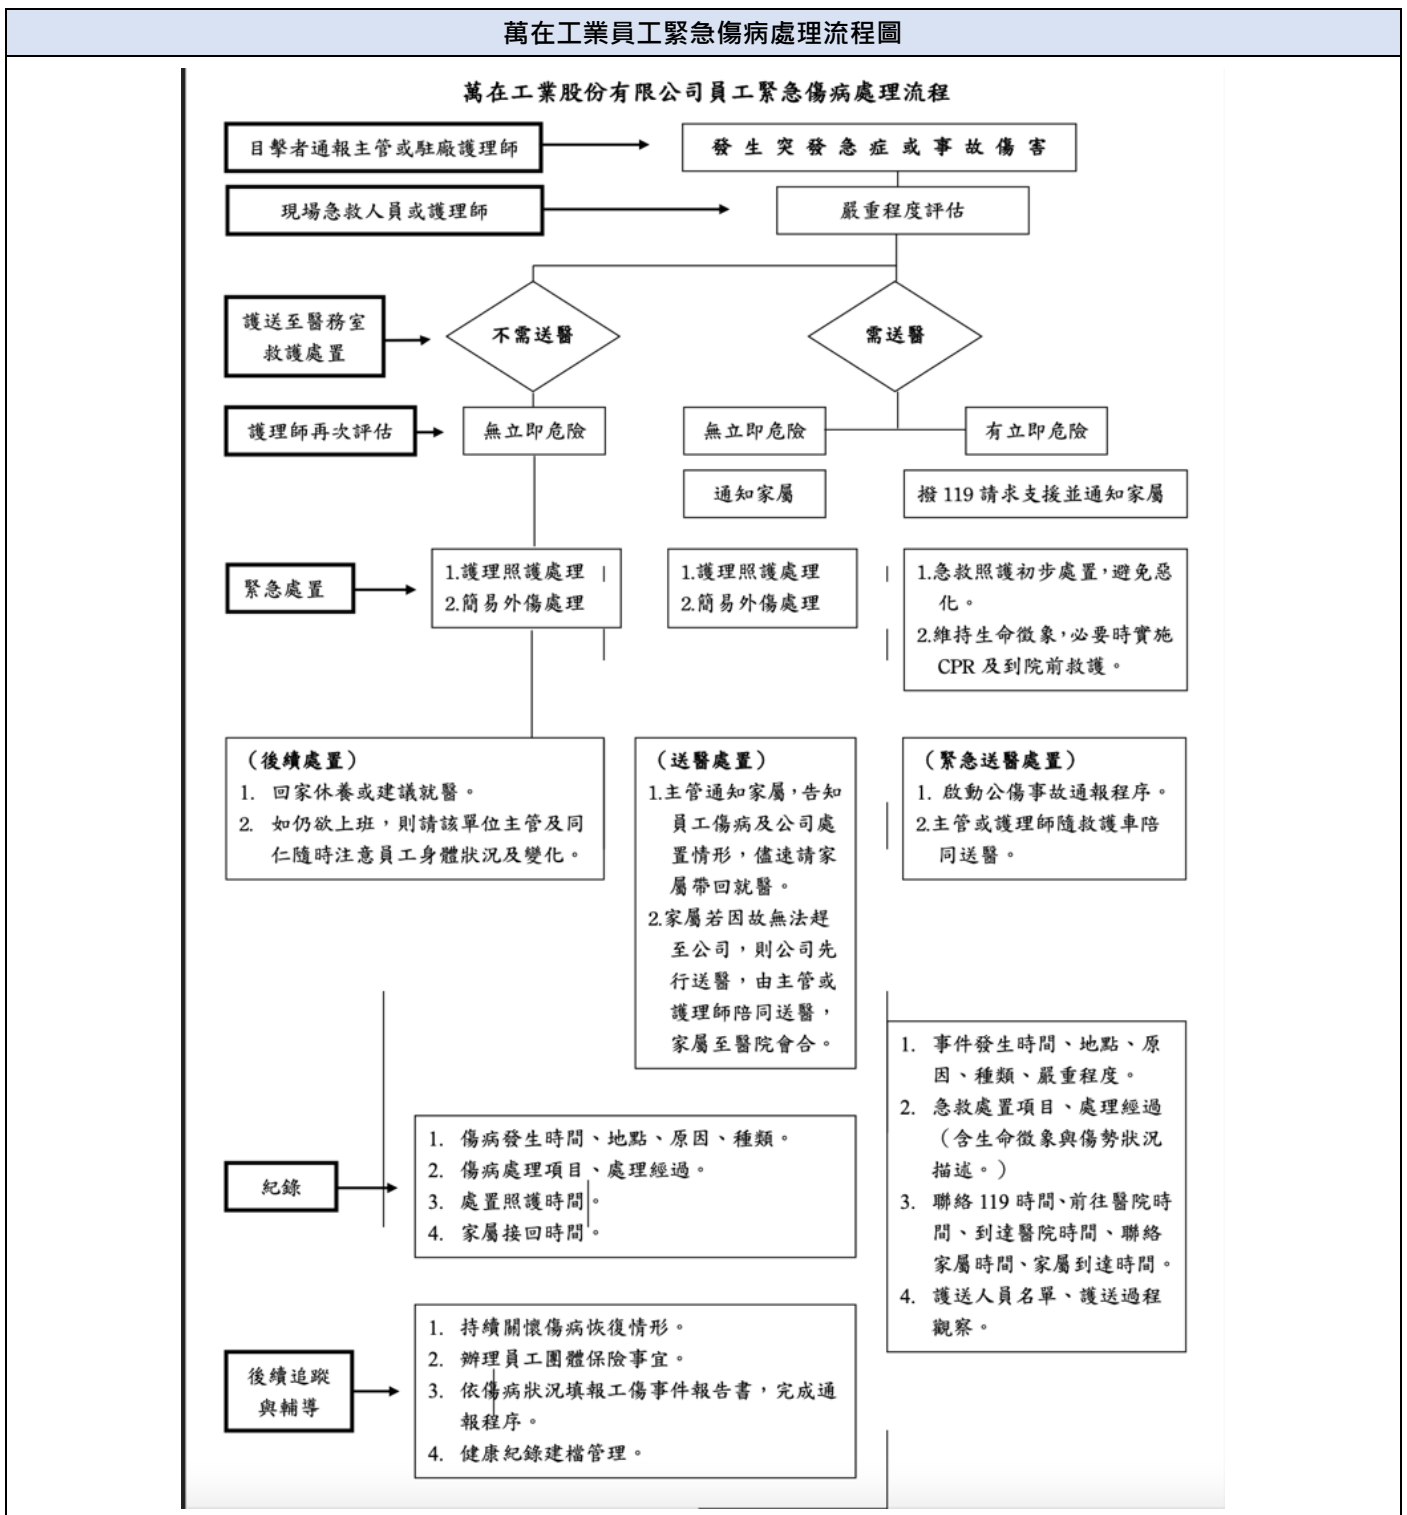 萬在工業員工緊急傷病處理流程圖
萬在工業股份有限公司員工緊急傷病處理流程
目擊者通報主管或駐廠護理師
發生突發急症或事故傷害
現場急救人員或護理師
嚴重程度評估
護送至醫務室
救護處置
不需送醫
需送醫
護理師再次評估
無立即危險
無立即危險
有立即危險
通知家屬
撥 119 請求支援並通知家屬
緊急處置
1.護理照護處理
2.簡易外傷處理
1.護理照護處理
2.簡易外傷處理
1.急救照護初步處置,避免惡
化。
2.維持生命徵象,必要時實施
CPR 及到院前救護。
（後續處置）
1. 回家休養或建議就醫。
2. 如仍欲上班，則請該單位主管及同
仁隨時注意員工身體狀況及變化。
（送醫處置）
1.主管通知家屬,告知
員工傷病及公司處
置情形，儘速請家
屬帶回就醫。
2.家屬若因故無法趕
至公司，則公司先
行送醫，由主管或
護理師陪同送醫，
家屬至醫院會合。
（緊急送醫處置）
1. 啟動公傷事故通報程序。
2.主管或護理師隨救護車陪
同送醫。
1. 事件發生時間、地點、原
因、種類、嚴重程度。
2. 急救處置項目、處理經過
（含生命徵象與傷勢狀況
描述。）
3. 聯絡 119 時間、前往醫院時
間、到達醫院時間、聯絡
家屬時間、家屬到達時間。
4. 護送人員名單、護送過程
觀察。
紀錄
1. 傷病發生時間、地點、原因、種類。
2. 傷病處理項目、處理經過。
3. 處置照護時間。
4. 家屬接回時間。
後續追蹤
與輔導
1. 持續關懷傷病恢復情形。
2. 辦理員工團體保險事宜。
3. 依傷病狀況填報工傷事件報告書，完成通
報程序。
4. 健康紀錄建檔管理。